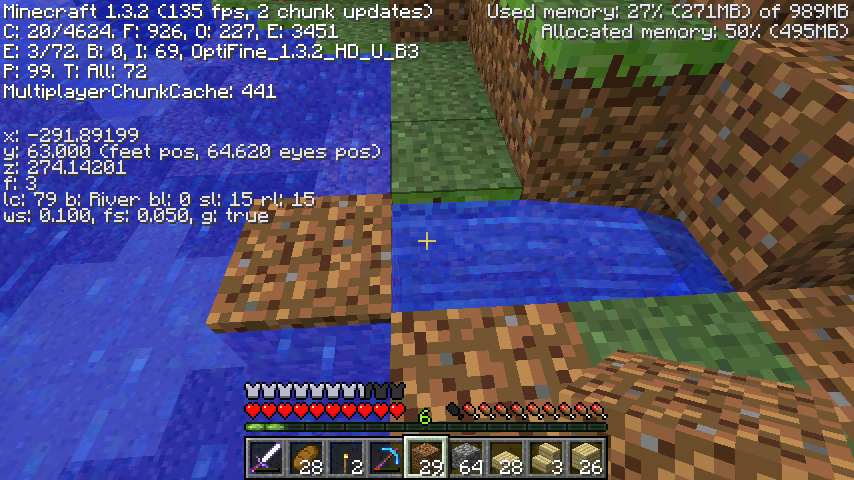 Minecraft 1.3.2 (135 fps, 2 chunk updates)
Used memory: 27% (271MB) of 989MB
C: 20/4624. F: 926, O: 227, E: 3451
Allocated memory: 50% (495MB)
E: 3/72. B: 0, I: 69, OptiFine_1.3.2_HD_U_B3
P: 99. T: All: 72
MultiplayerChunkCache: 441
x: -291.89199
y: 63.000 (feet pos, 64.620 eyes pos)
z: 274.14201
f: 3
lc: 79 b: River bl: 0 sl: 15 rl: 15
ws: 0.100, fs: 0.050, g: true
6
28 2 29 64 28 3 26